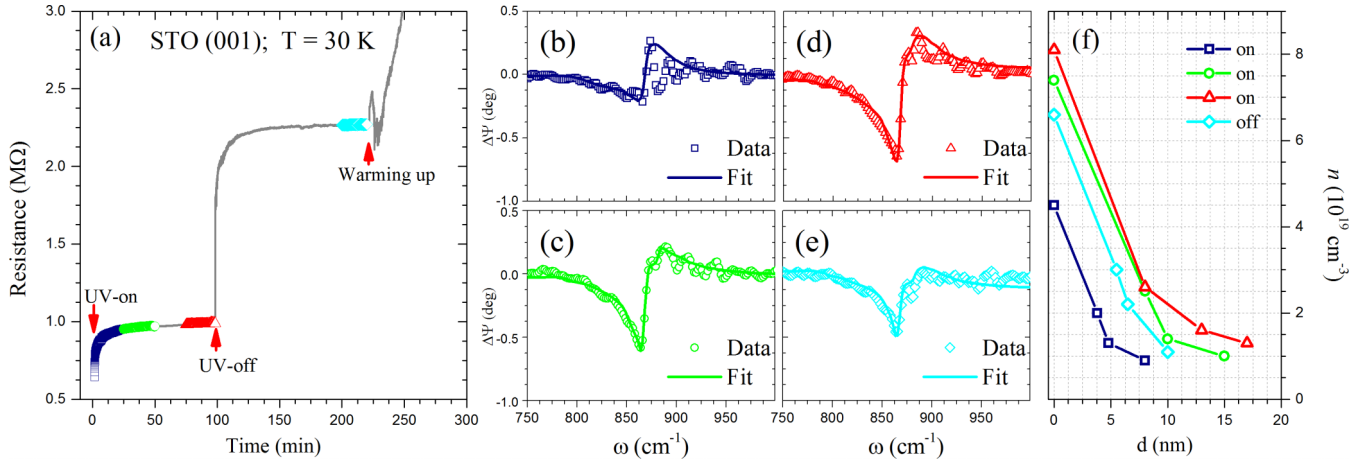 (a) STO (001); T = 30 K
3.0
2.5
2.0
1.5
1.0
0.5
Resistance (MΩ)
UV-on
UV-off
Warming up
0 50 100 150 200 250 300
Time (min)
(b)
0.5
0.0
-0.5
-1.0
ΔΨ (deg)
Data
Fit
(d)
Data
Fit
(c)
0.5
0.0
-0.5
-1.0
ΔΨ (deg)
Data
Fit
750 800 850 900 950
ω (cm-1)
(e)
Data
Fit
750 800 850 900 950
ω (cm-1)
(f)
on
on
on
off
8
6
4
2
0
n (10¹⁹ cm⁻³)
0 5 10 15 20
d (nm)